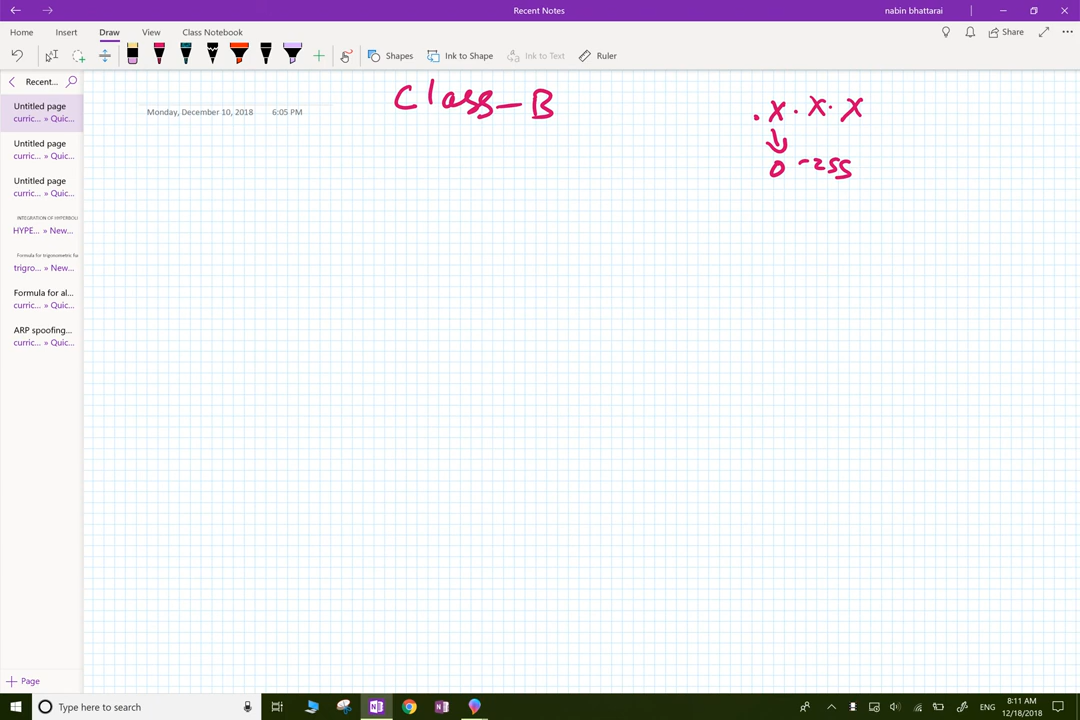 Recent Notes
nabin bhattarai
Home Insert Draw View Class Notebook
Share
Shapes Ink to Shape Ink to Text Ruler
Recent...
Untitled page
curric... » Quic...
Untitled page
curric... » Quic...
Untitled page
curric... » Quic...
INTEGRATION OF HYPERBOL
HYPE... » New...
Formula for trigonometric fu
trigro... » New...
Formula for al...
curric... » Quic...
ARP spoofing...
curric... » Quic...
Page
Monday, December 10, 2018 6:05 PM
Class-B
.x.x.x
0-255
Type here to search
ENG
8:11 AM
12/18/2018